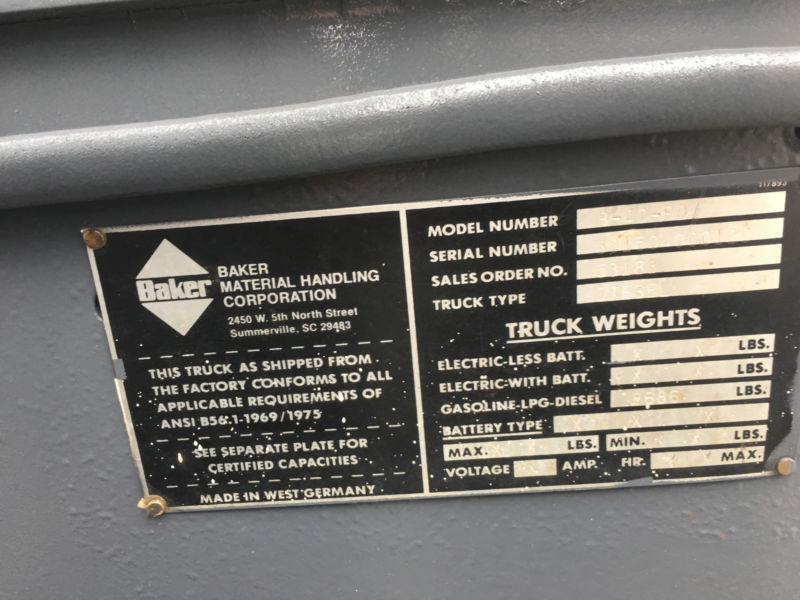 117893
Baker
BAKER
MATERIAL HANDLING
CORPORATION
2450 W. 5th North Street
Summerville, SC 29483
THIS TRUCK AS SHIPPED FROM
THE FACTORY CONFORMS TO ALL
APPLICABLE REQUIREMENTS OF
ANSI B56.1-1969/1975
SEE SEPARATE PLATE FOR
CERTIFIED CAPACITIES
MADE IN WEST GERMANY
MODEL NUMBER
SERIAL NUMBER
SALES ORDER NO.
TRUCK TYPE
TRUCK WEIGHTS
ELECTRIC-LESS BATT. X X LBS.
ELECTRIC-WITH BATT. X X LBS.
GASOLINE-LPG-DIESEL LBS.
BATTERY TYPE X X X
MAX. LBS. MIN. LBS.
VOLTAGE AMP. HR. MAX.